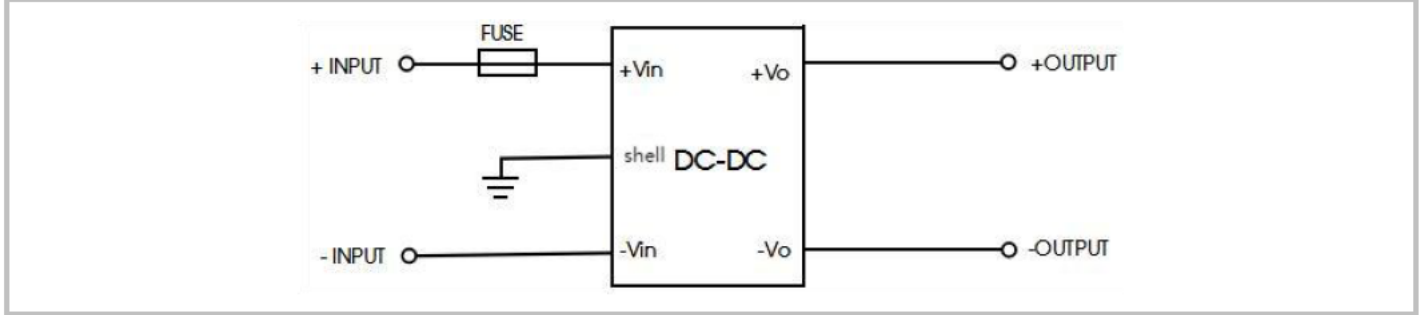 FUSE
+ INPUT
+Vin
+Vo
+OUTPUT
shell
DC-DC
- INPUT
-Vin
-Vo
-OUTPUT